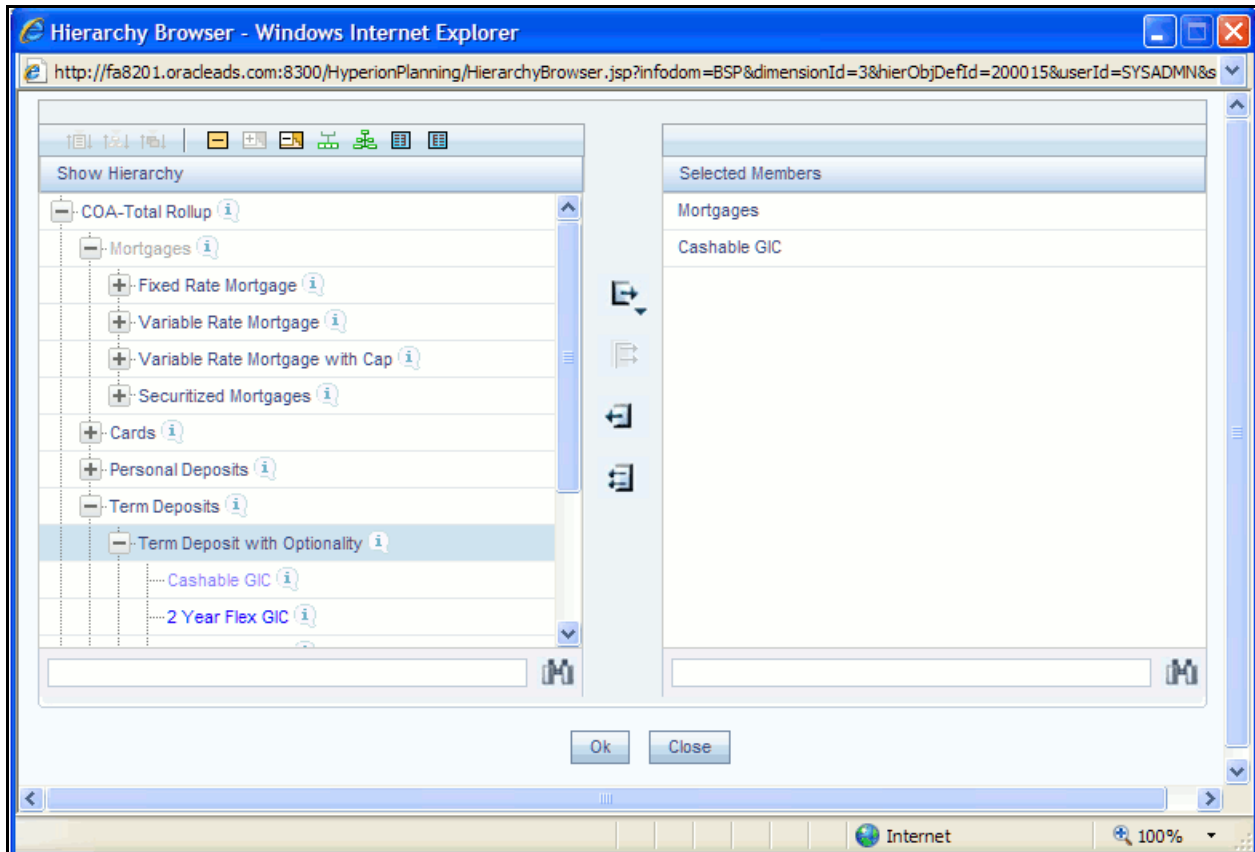 Hierarchy Browser - Windows Internet Explorer
http://fa8201.oracleads.com:8300/HyperionPlanning/HierarchyBrowser.jsp?infodom=BSP&dimensionId=3&hierObjDefId=200015&userId=SYSADMN&s
Show Hierarchy
Selected Members
COA-Total Rollup
Mortgages
Mortgages
Cashable GIC
Fixed Rate Mortgage
Variable Rate Mortgage
Variable Rate Mortgage with Cap
Securitized Mortgages
Cards
Personal Deposits
Term Deposits
Term Deposit with Optionality
Cashable GIC
2 Year Flex GIC
Ok
Close
Internet
100%